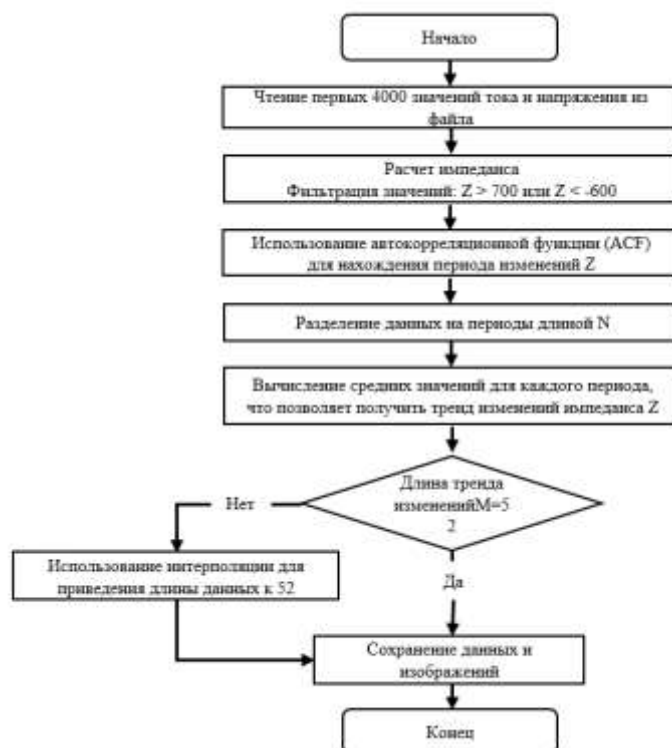 Начало
Чтение первых 4000 значений тока и напряжения из
файла
Расчет импеданса
Фильтрация значений: Z > 700 или Z < -600
Использование автокорреляционной функции (ACF)
для нахождения периода изменений Z
Разделение данных на периоды длиной N
Вычисление средних значений для каждого периода,
что позволяет получить тренд изменений импеданса Z
Длина тренда
измененийM=5
2
Нет
Использование интерполяции для
приведения длины данных к 52
Да
Сохранение данных и
изображений
Конец